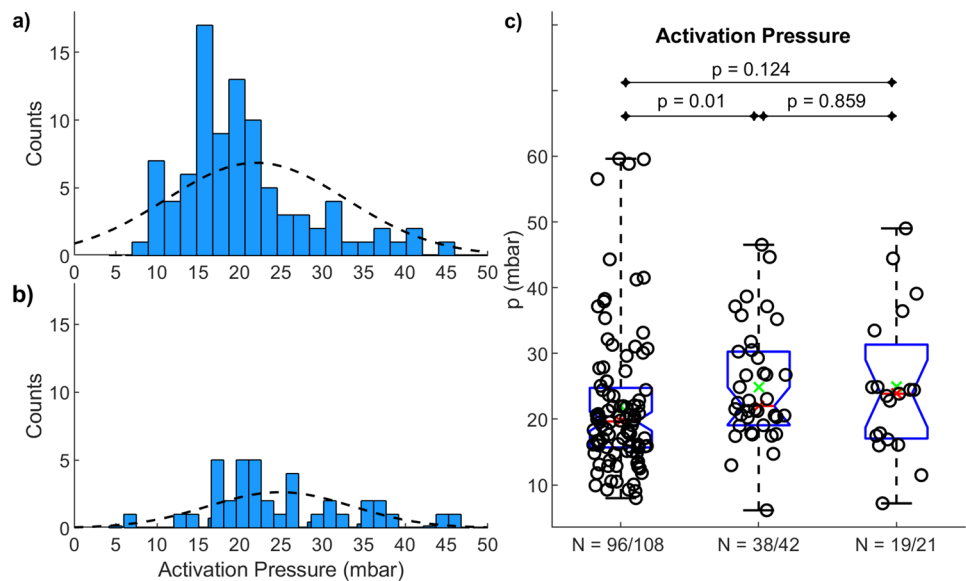 a)
Counts
15
10
5
0
0 5 10 15 20 25 30 35 40 45 50
b)
Counts
15
10
5
0
0 5 10 15 20 25 30 35 40 45 50
Activation Pressure (mbar)
c)
Activation Pressure
p = 0.124
p = 0.01 p = 0.859
p (mbar)
60
50
40
30
20
10
N = 96/108 N = 38/42 N = 19/21